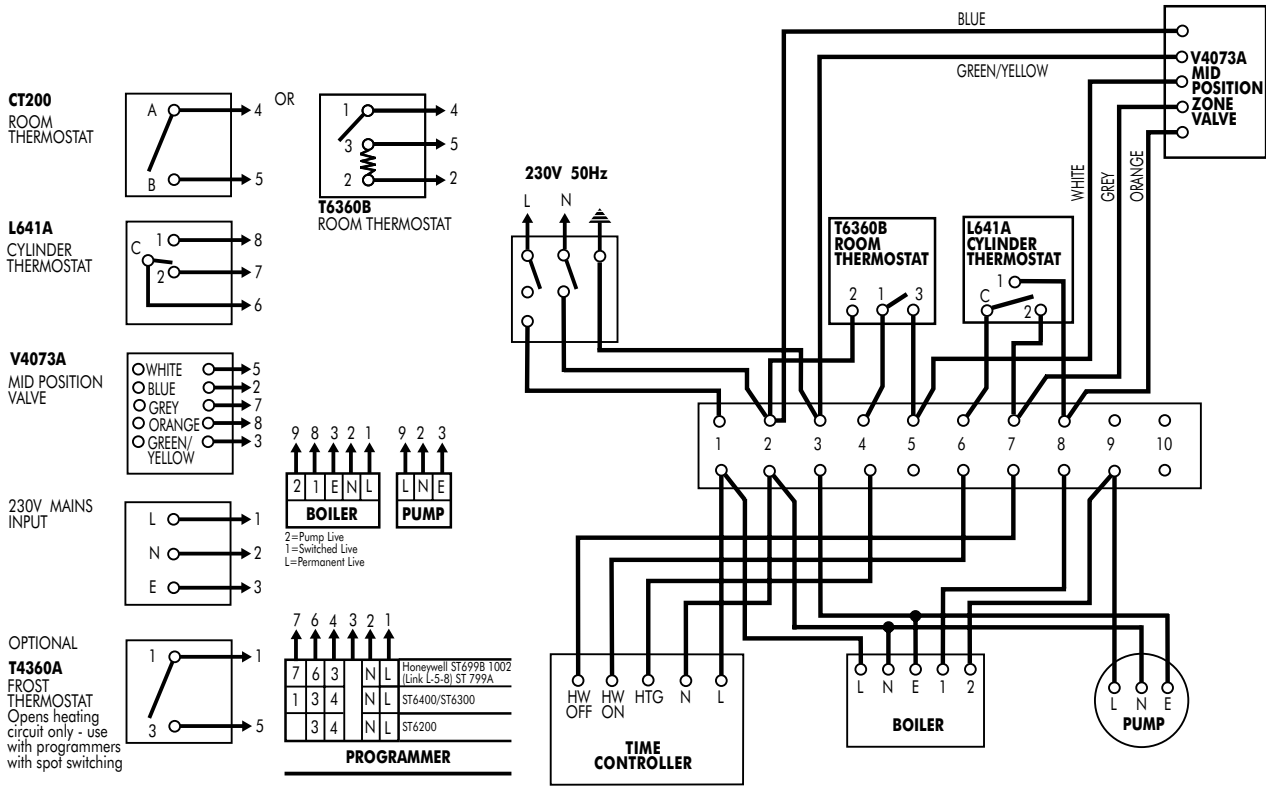 CT200
ROOM
THERMOSTAT
A
B
4
5
OR
1
3
2
4
5
2
T6360B
ROOM THERMOSTAT
L641A
CYLINDER
THERMOSTAT
C
1
2
8
7
6
V4073A
MID POSITION
VALVE
WHITE 5
BLUE 2
GREY 7
ORANGE 8
GREEN/
YELLOW
3
230V MAINS
INPUT
L 1
N 2
E 3
OPTIONAL
T4360A
FROST
THERMOSTAT
Opens heating
circuit only - use
with programmers
with spot switching
1 1
3 5
9 8 3 2 1
2 1 E N L
BOILER
2=Pump Live
1=Switched Live
L=Permanent Live
9 2 3
L N E
PUMP
7 6 4 3 2 1
7 6 3 N L Honeywell ST699B 1002
(Link L-5-8) ST 799A
1 3 4 N L ST6400/ST6300
3 4 N L ST6200
PROGRAMMER
230V 50Hz
L N
BLUE
GREEN/YELLOW
WHITE
GREY
ORANGE
V4073A
MID
POSITION
ZONE
VALVE
T6360B
ROOM
THERMOSTAT
2 1 3
L641A
CYLINDER
THERMOSTAT
1
C
2
1 2 3 4 5 6 7 8 9 10
HW
OFF
HW
ON
HTG
N
L
TIME
CONTROLLER
L N E 1 2
BOILER
L N E
PUMP